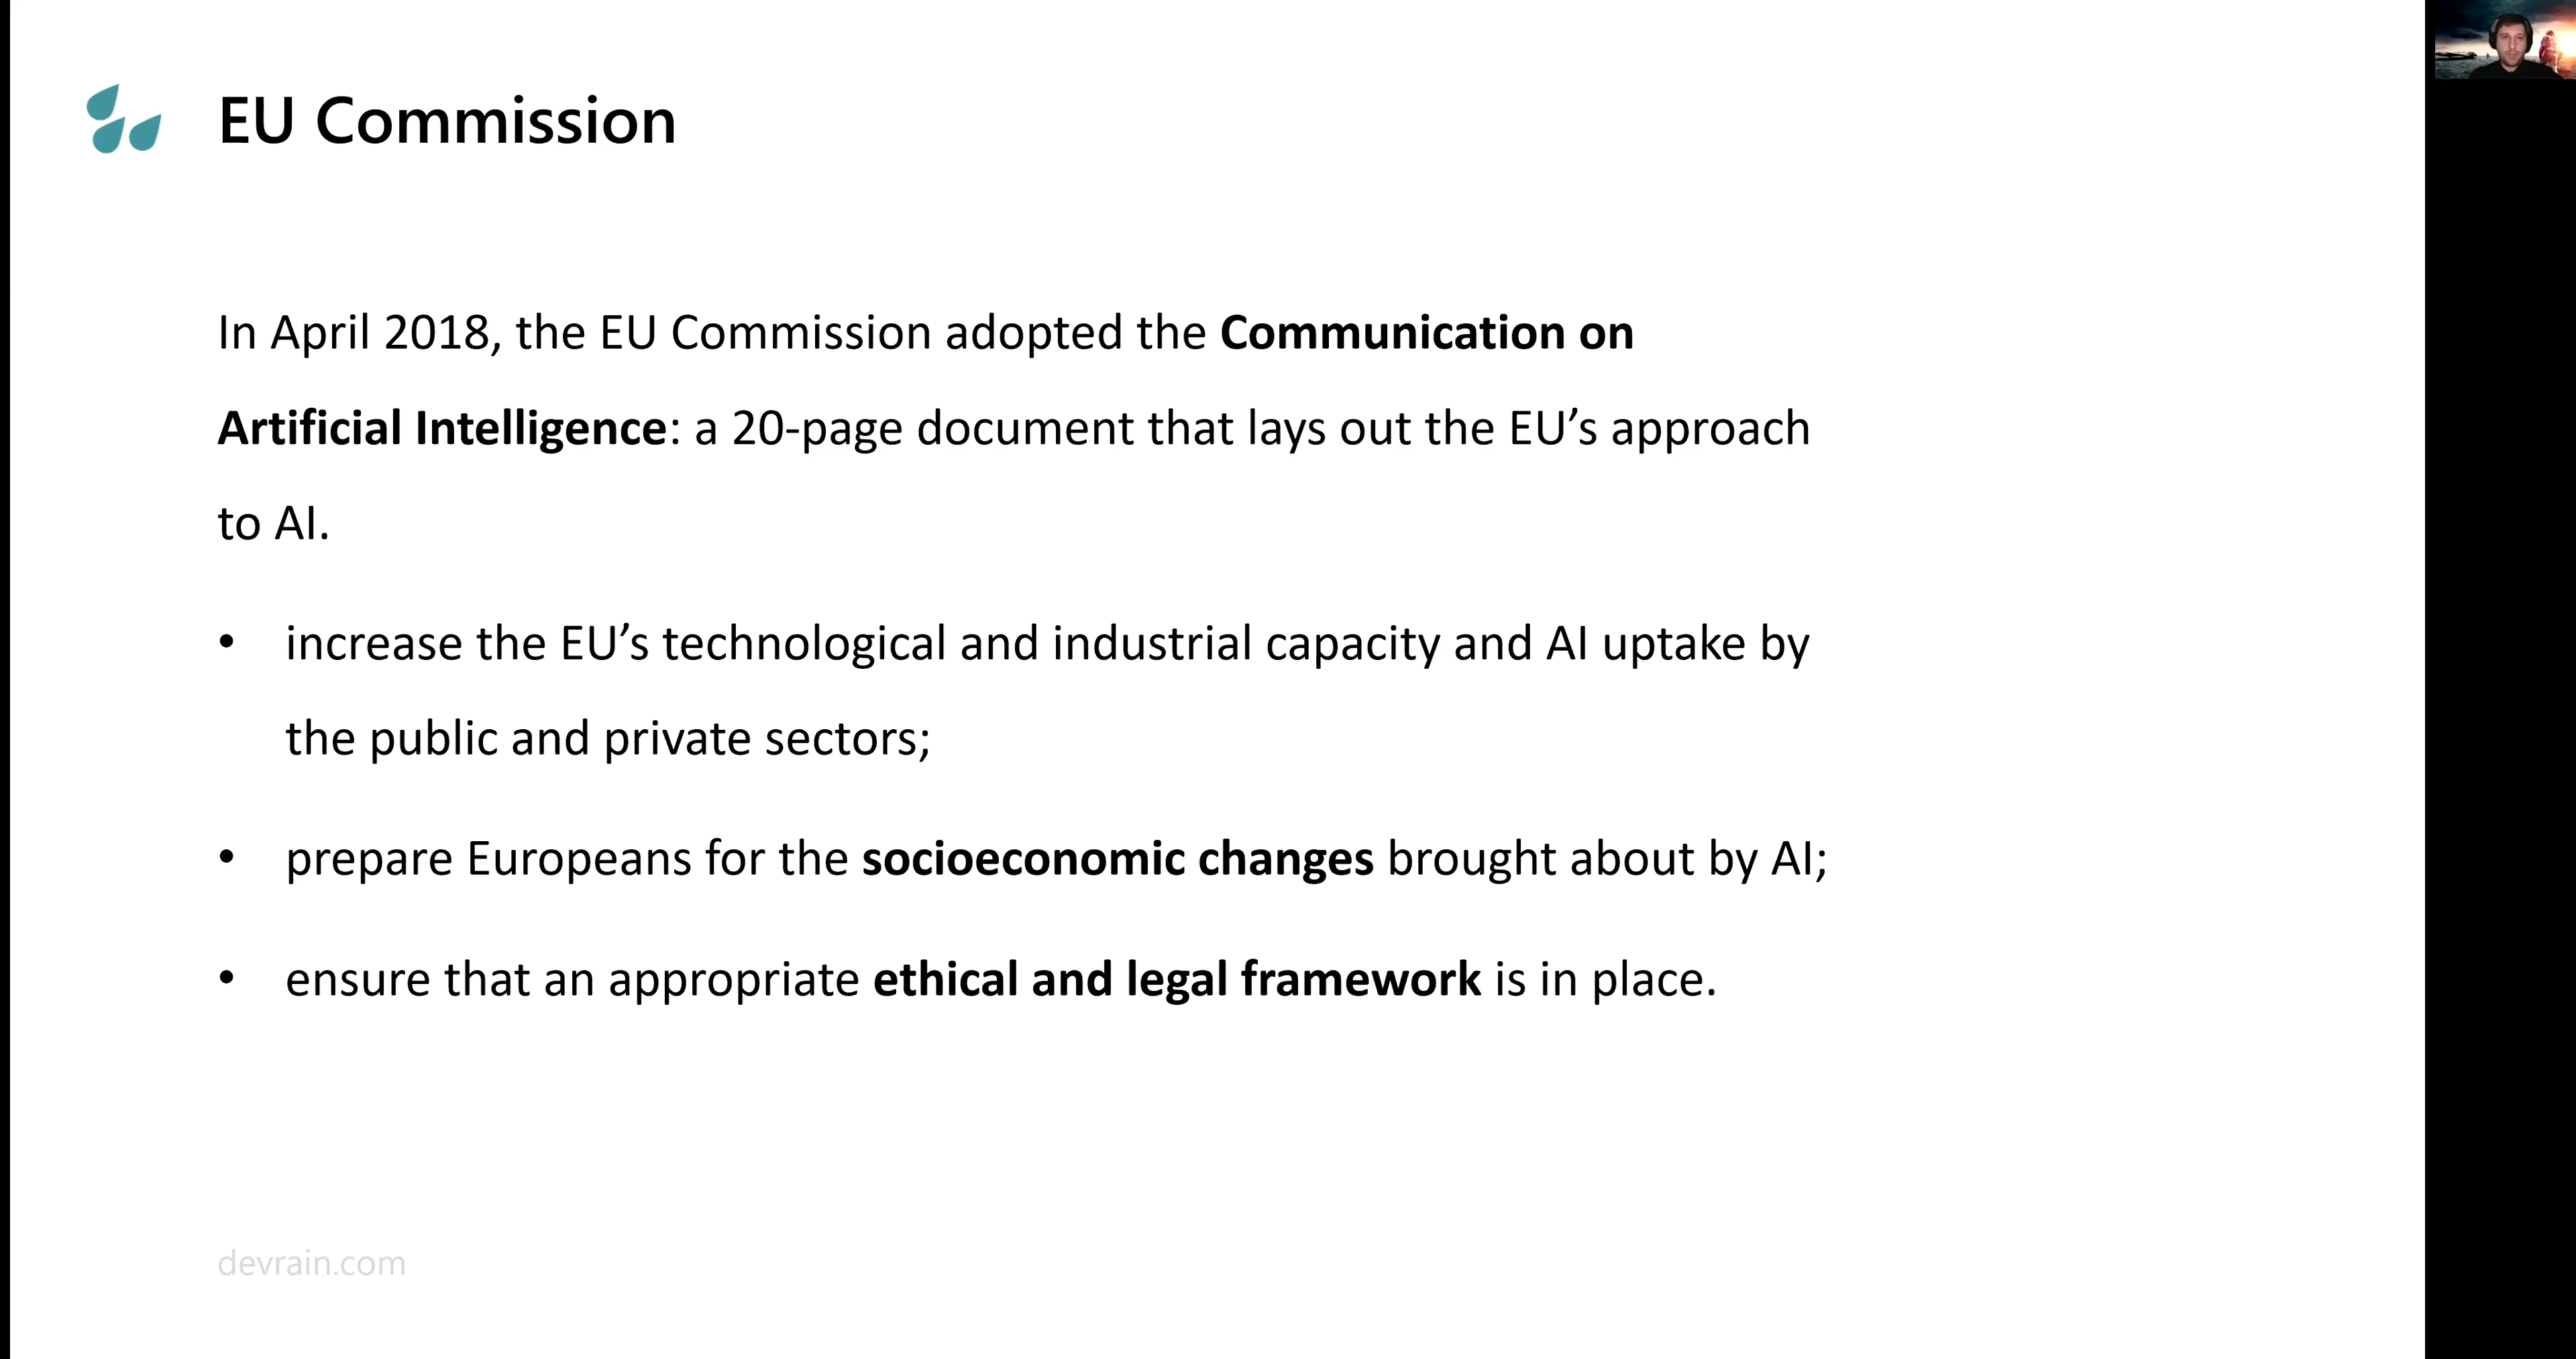 EU Commission
In April 2018, the EU Commission adopted the Communication on
Artificial Intelligence: a 20-page document that lays out the EU’s approach
to AI.
• increase the EU’s technological and industrial capacity and AI uptake by
the public and private sectors;
• prepare Europeans for the socioeconomic changes brought about by AI;
• ensure that an appropriate ethical and legal framework is in place.
devrain.com